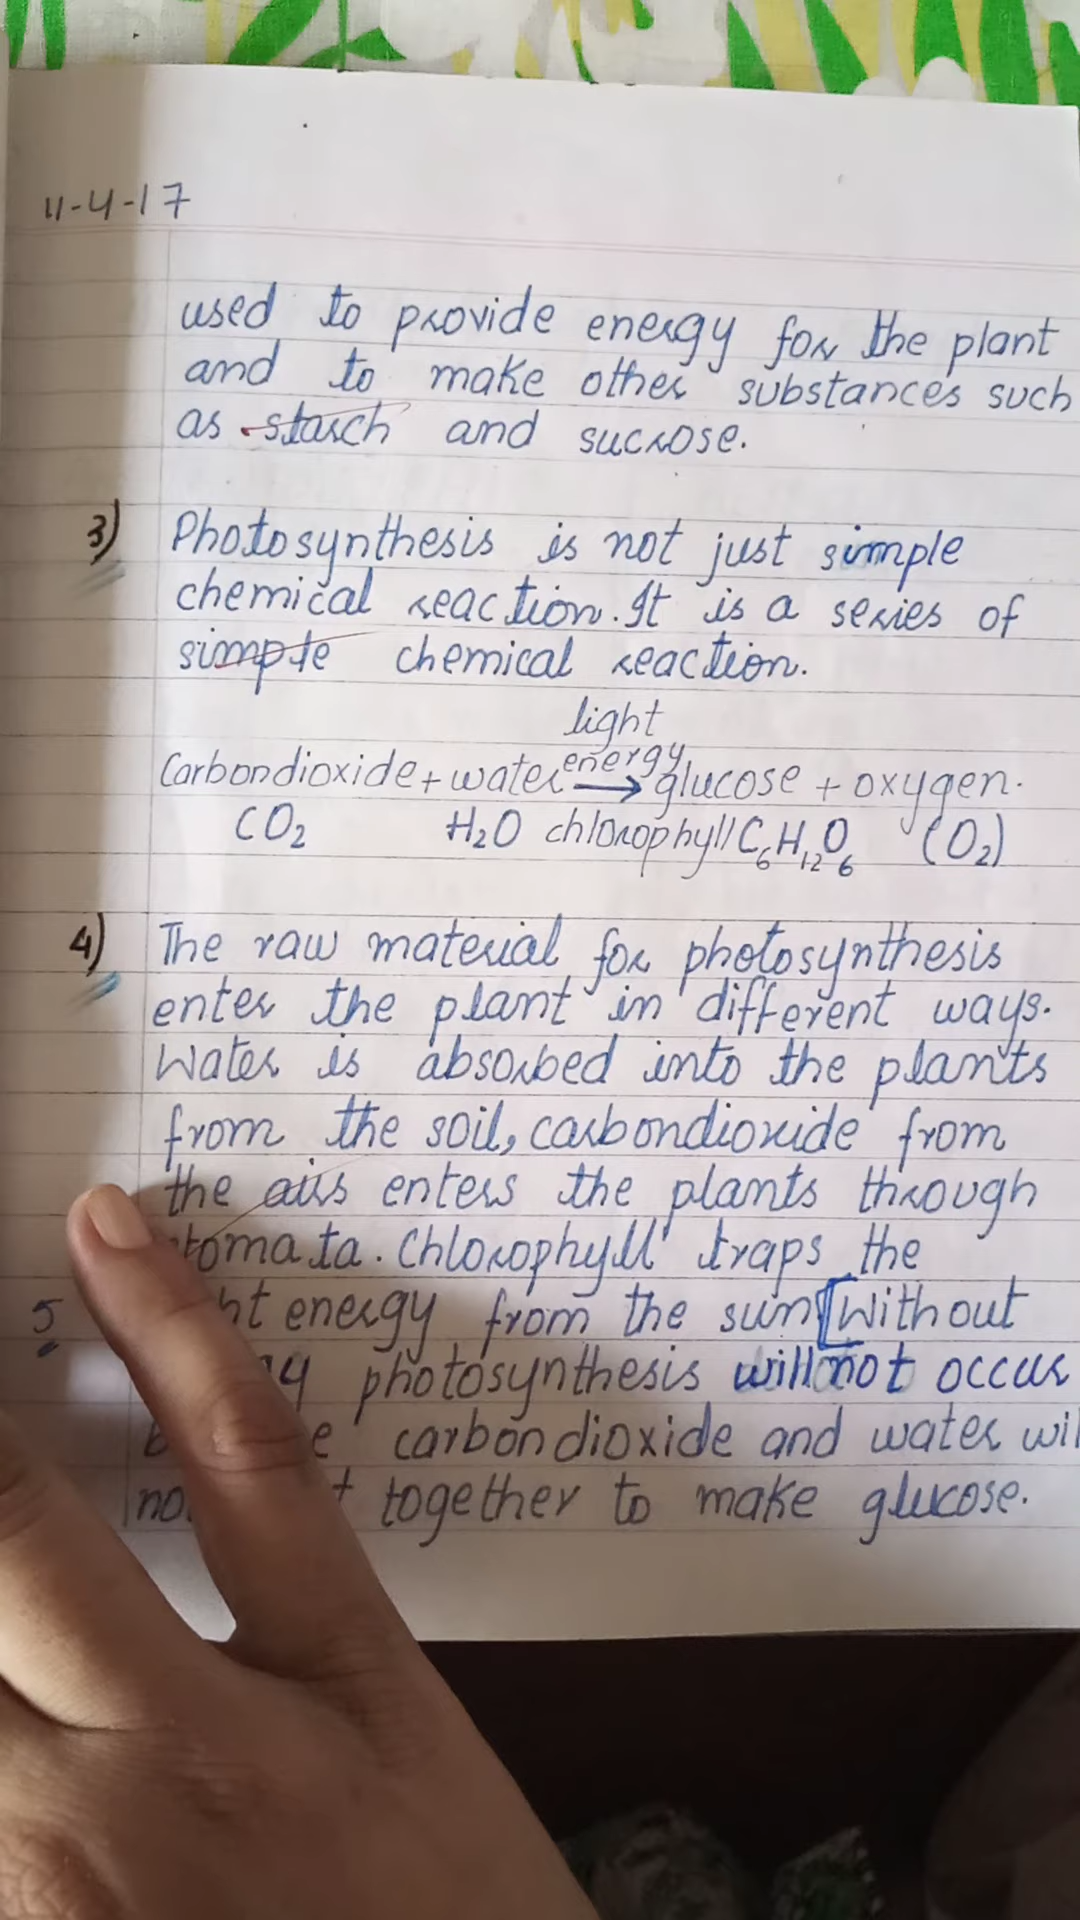 11-4-17
used to provide energy for the plant
and to make other substances such
as starch and sucrose.
3) Photosynthesis is not just simple
chemical reaction. It is a series of
simple chemical reaction.
light
energy
Carbondioxide + water → glucose + oxygen.
CO₂ H₂O chlorophyll C₆H₁₂O₆ (O₂)
4) The raw material for photosynthesis
enter the plant in different ways.
Water is absorbed into the plants
from the soil, carbondioxide from
the airs enters the plants through
stomata. Chlorophyll traps the
5 energy from the sun [Without
photosynthesis will not occur
carbondioxide and water
together to make glucose.